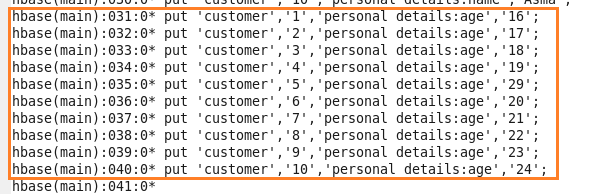 hbase(main):030:0* put 'customer','10','personal details:name','Asma';
hbase(main):031:0* put 'customer','1','personal details:age','16';
hbase(main):032:0* put 'customer','2','personal details:age','17';
hbase(main):033:0* put 'customer','3','personal details:age','18';
hbase(main):034:0* put 'customer','4','personal details:age','19';
hbase(main):035:0* put 'customer','5','personal details:age','29';
hbase(main):036:0* put 'customer','6','personal details:age','20';
hbase(main):037:0* put 'customer','7','personal details:age','21';
hbase(main):038:0* put 'customer','8','personal details:age','22';
hbase(main):039:0* put 'customer','9','personal details:age','23';
hbase(main):040:0* put 'customer','10','personal details:age','24';
hbase(main):041:0*